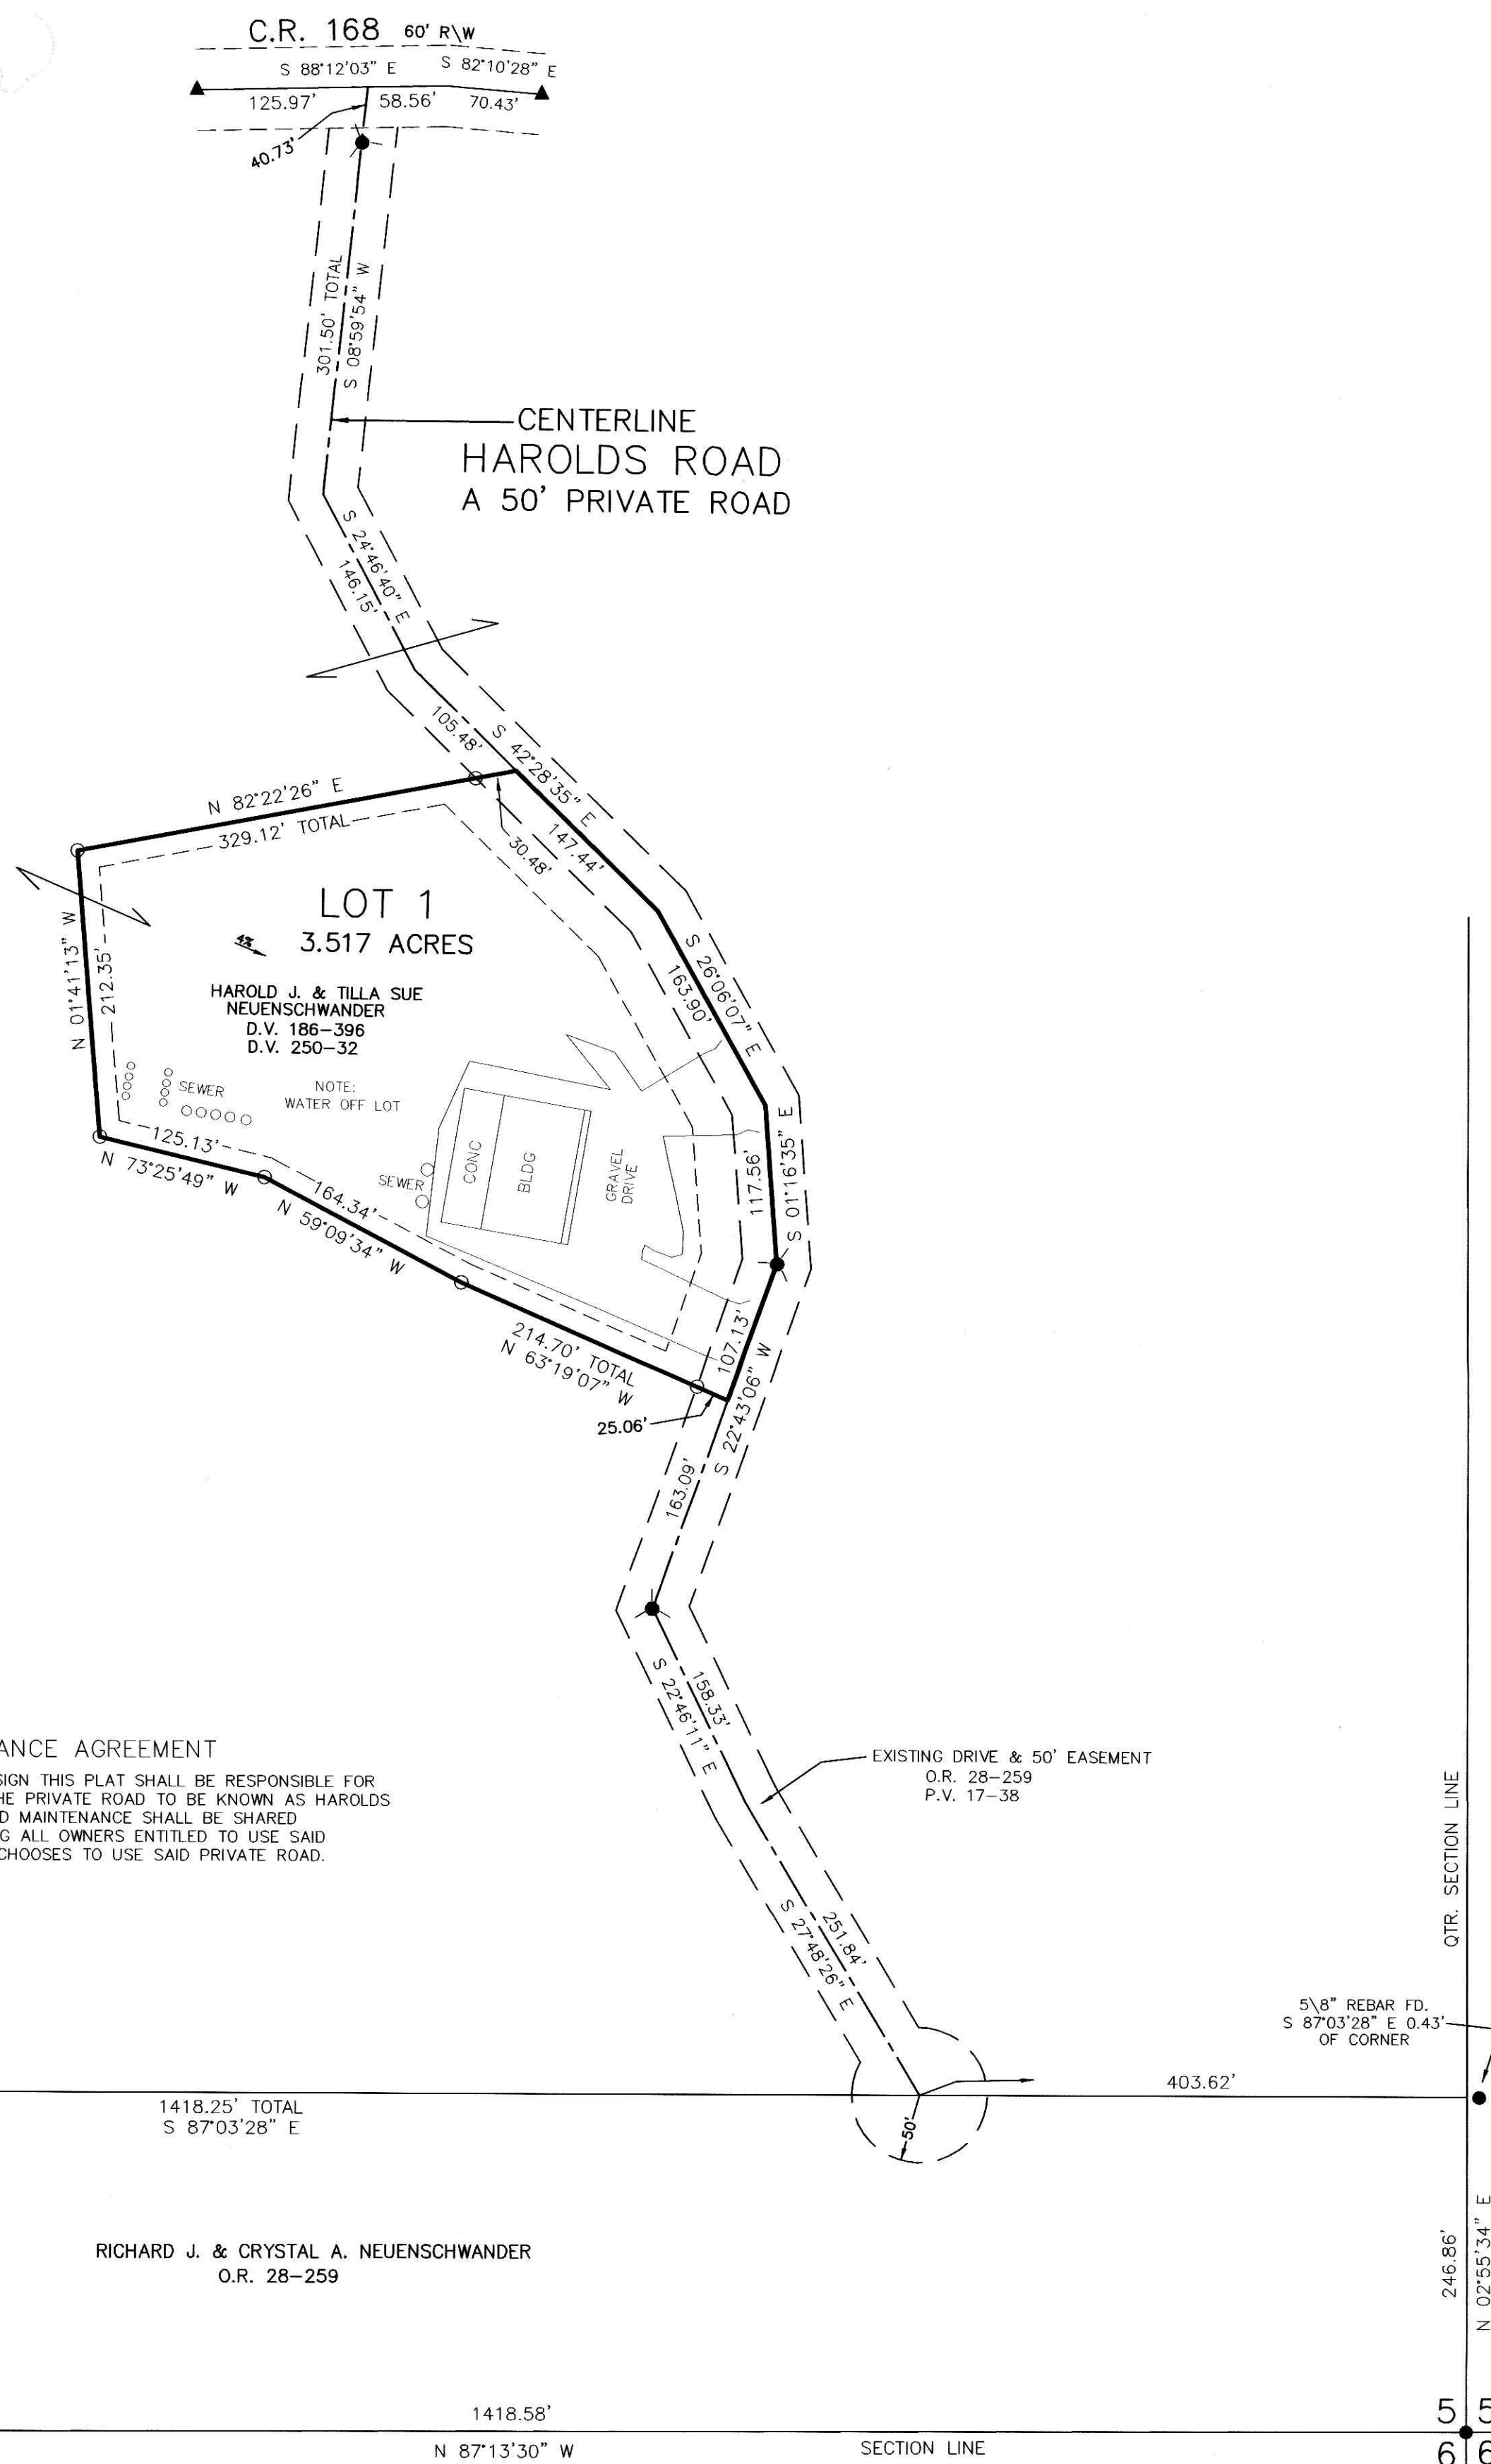 C.R. 168 60' R\W
S 88°12'03" E
S 82°10'28" E
125.97'
58.56'
70.43'
40.73'
301.50' TOTAL
S 08°59'54" W
CENTERLINE
HAROLDS ROAD
A 50' PRIVATE ROAD
S 24°46'40" E
146.15'
105.48'
S 42°28'35" E
147.44'
30.48'
N 82°22'26" E
329.12' TOTAL
LOT 1
3.517 ACRES
4%
HAROLD J. & TILLA SUE
NEUENSCHWANDER
D.V. 186-396
D.V. 250-32
N 01°41'13" W
212.35'
S 26°06'07" E
163.90'
SEWER
NOTE:
WATER OFF LOT
125.13'
N 73°25'49" W
164.34'
N 59°09'34" W
SEWER
CONC
BLDG
GRAVEL
DRIVE
117.56'
S 01°16'35" E
107.13'
S 22°43'06" W
214.70' TOTAL
N 63°19'07" W
25.06'
163.09'
S 22°46'11" E
158.33'
ANCE AGREEMENT
SIGN THIS PLAT SHALL BE RESPONSIBLE FOR
HE PRIVATE ROAD TO BE KNOWN AS HAROLDS
D MAINTENANCE SHALL BE SHARED
G ALL OWNERS ENTITLED TO USE SAID
CHOOSES TO USE SAID PRIVATE ROAD.
EXISTING DRIVE & 50' EASEMENT
O.R. 28-259
P.V. 17-38
S 27°48'26" E
251.84'
QTR. SECTION LINE
5\8" REBAR FD.
S 87°03'28" E 0.43'
OF CORNER
403.62'
1418.25' TOTAL
S 87°03'28" E
50'
RICHARD J. & CRYSTAL A. NEUENSCHWANDER
O.R. 28-259
246.86'
N 02°55'34" E
1418.58'
N 87°13'30" W
SECTION LINE
5 5
6 6